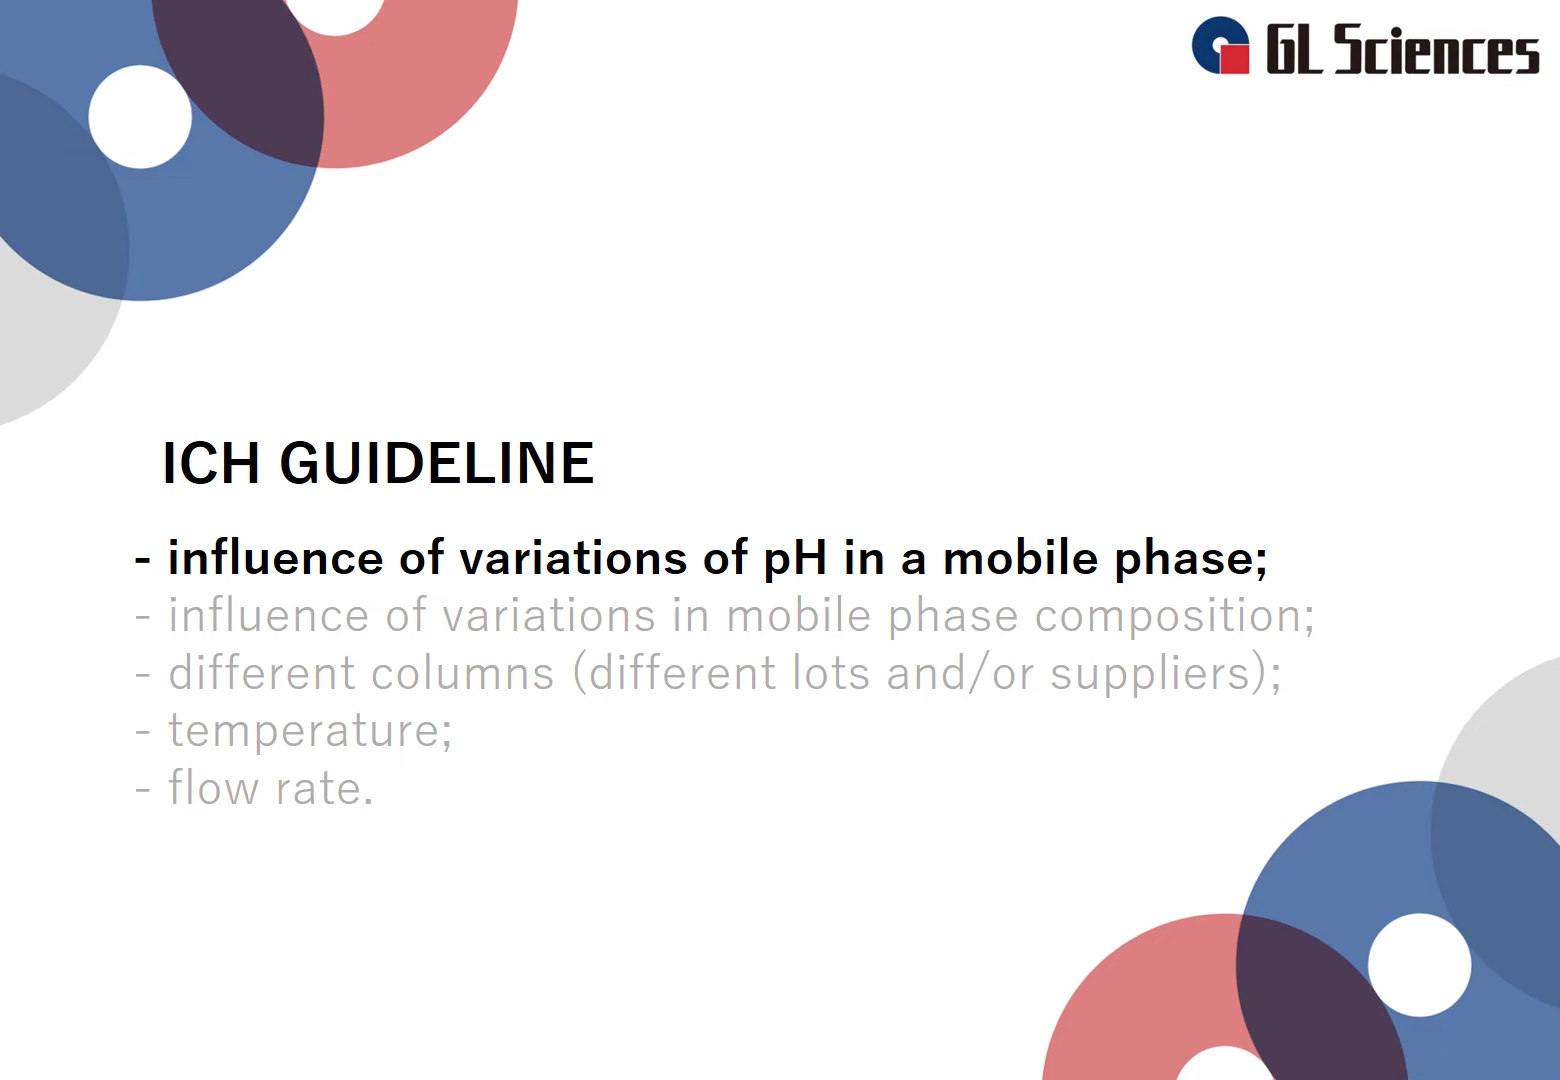 GL Sciences
ICH GUIDELINE
- influence of variations of pH in a mobile phase;
- influence of variations in mobile phase composition;
- different columns (different lots and/or suppliers);
- temperature;
- flow rate.